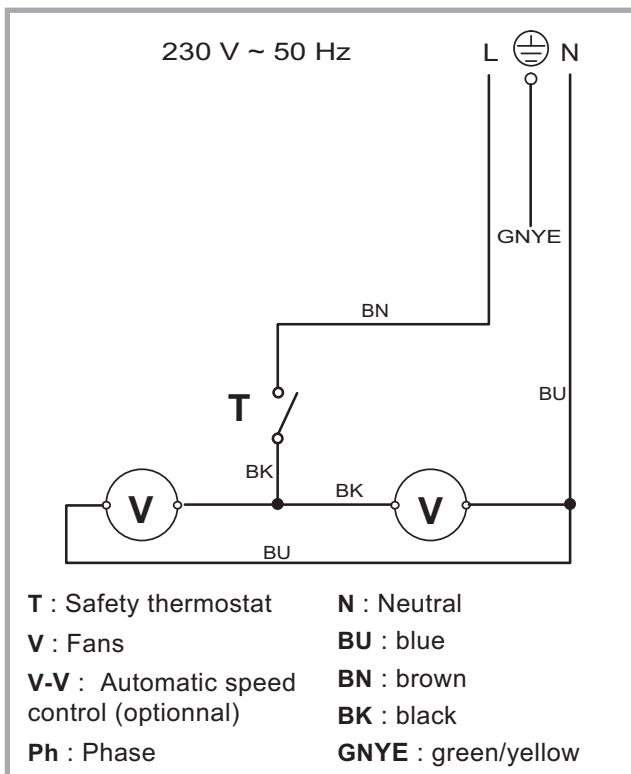 230 V ~ 50 Hz
L N
GNYE
BN
BU
T
BK
BK
V
V
BU
T : Safety thermostat
V : Fans
V-V : Automatic speed
control (optionnal)
Ph : Phase
N : Neutral
BU : blue
BN : brown
BK : black
GNYE : green/yellow